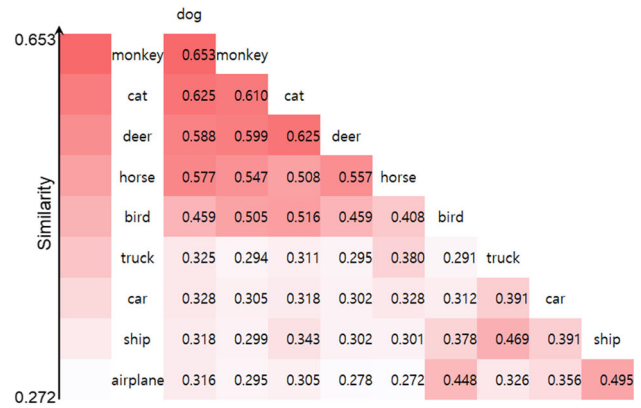 dog
0.653 monkey 0.653 monkey
cat 0.625 0.610 cat
deer 0.588 0.599 0.625 deer
horse 0.577 0.547 0.508 0.557 horse
bird 0.459 0.505 0.516 0.459 0.408 bird
truck 0.325 0.294 0.311 0.295 0.380 0.291 truck
car 0.328 0.305 0.318 0.302 0.328 0.312 0.391 car
ship 0.318 0.299 0.343 0.302 0.301 0.378 0.469 0.391 ship
0.272 airplane 0.316 0.295 0.305 0.278 0.272 0.448 0.326 0.356 0.495
Similarity